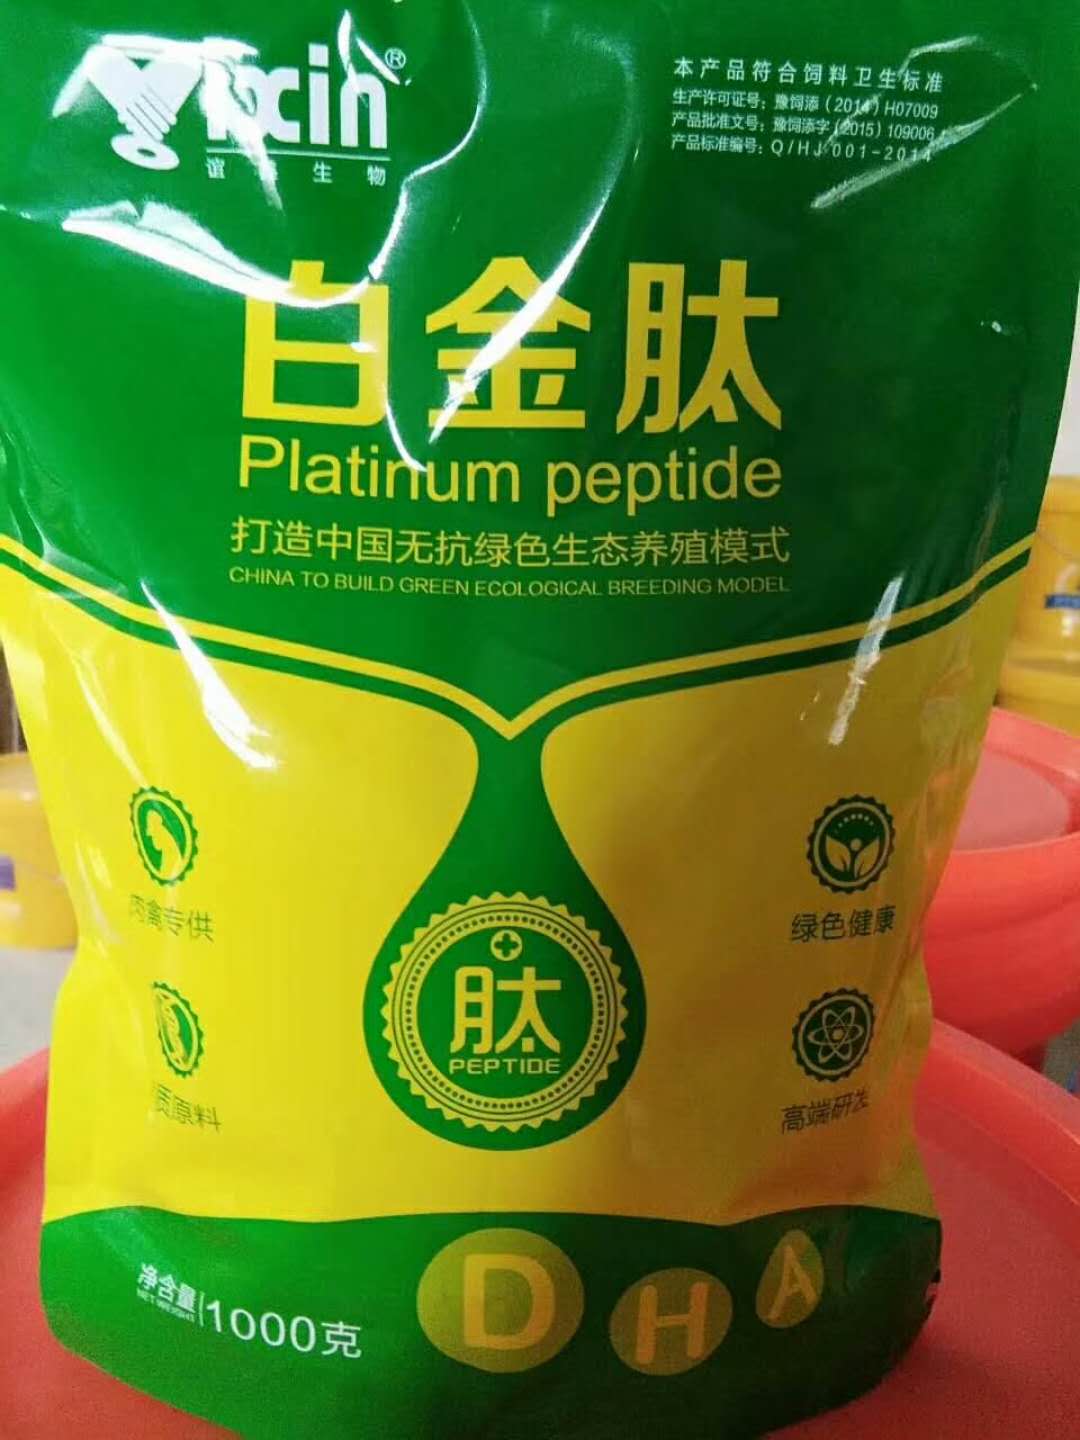 本产品符合饲料卫生标准
生产许可证号：豫饲添（2014）H07009
产品批准文号：豫饲添字（2015）109006
产品标准编号：Q/HJ 001-2014
生物
白金肽
Platinum peptide
打造中国无抗绿色生态养殖模式
CHINA TO BUILD GREEN ECOLOGICAL BREEDING MODEL
肉禽专供
绿色健康
肽
PEPTIDE
质原料
高端研发
净含量
NET WEIGHT
1000克
DHA